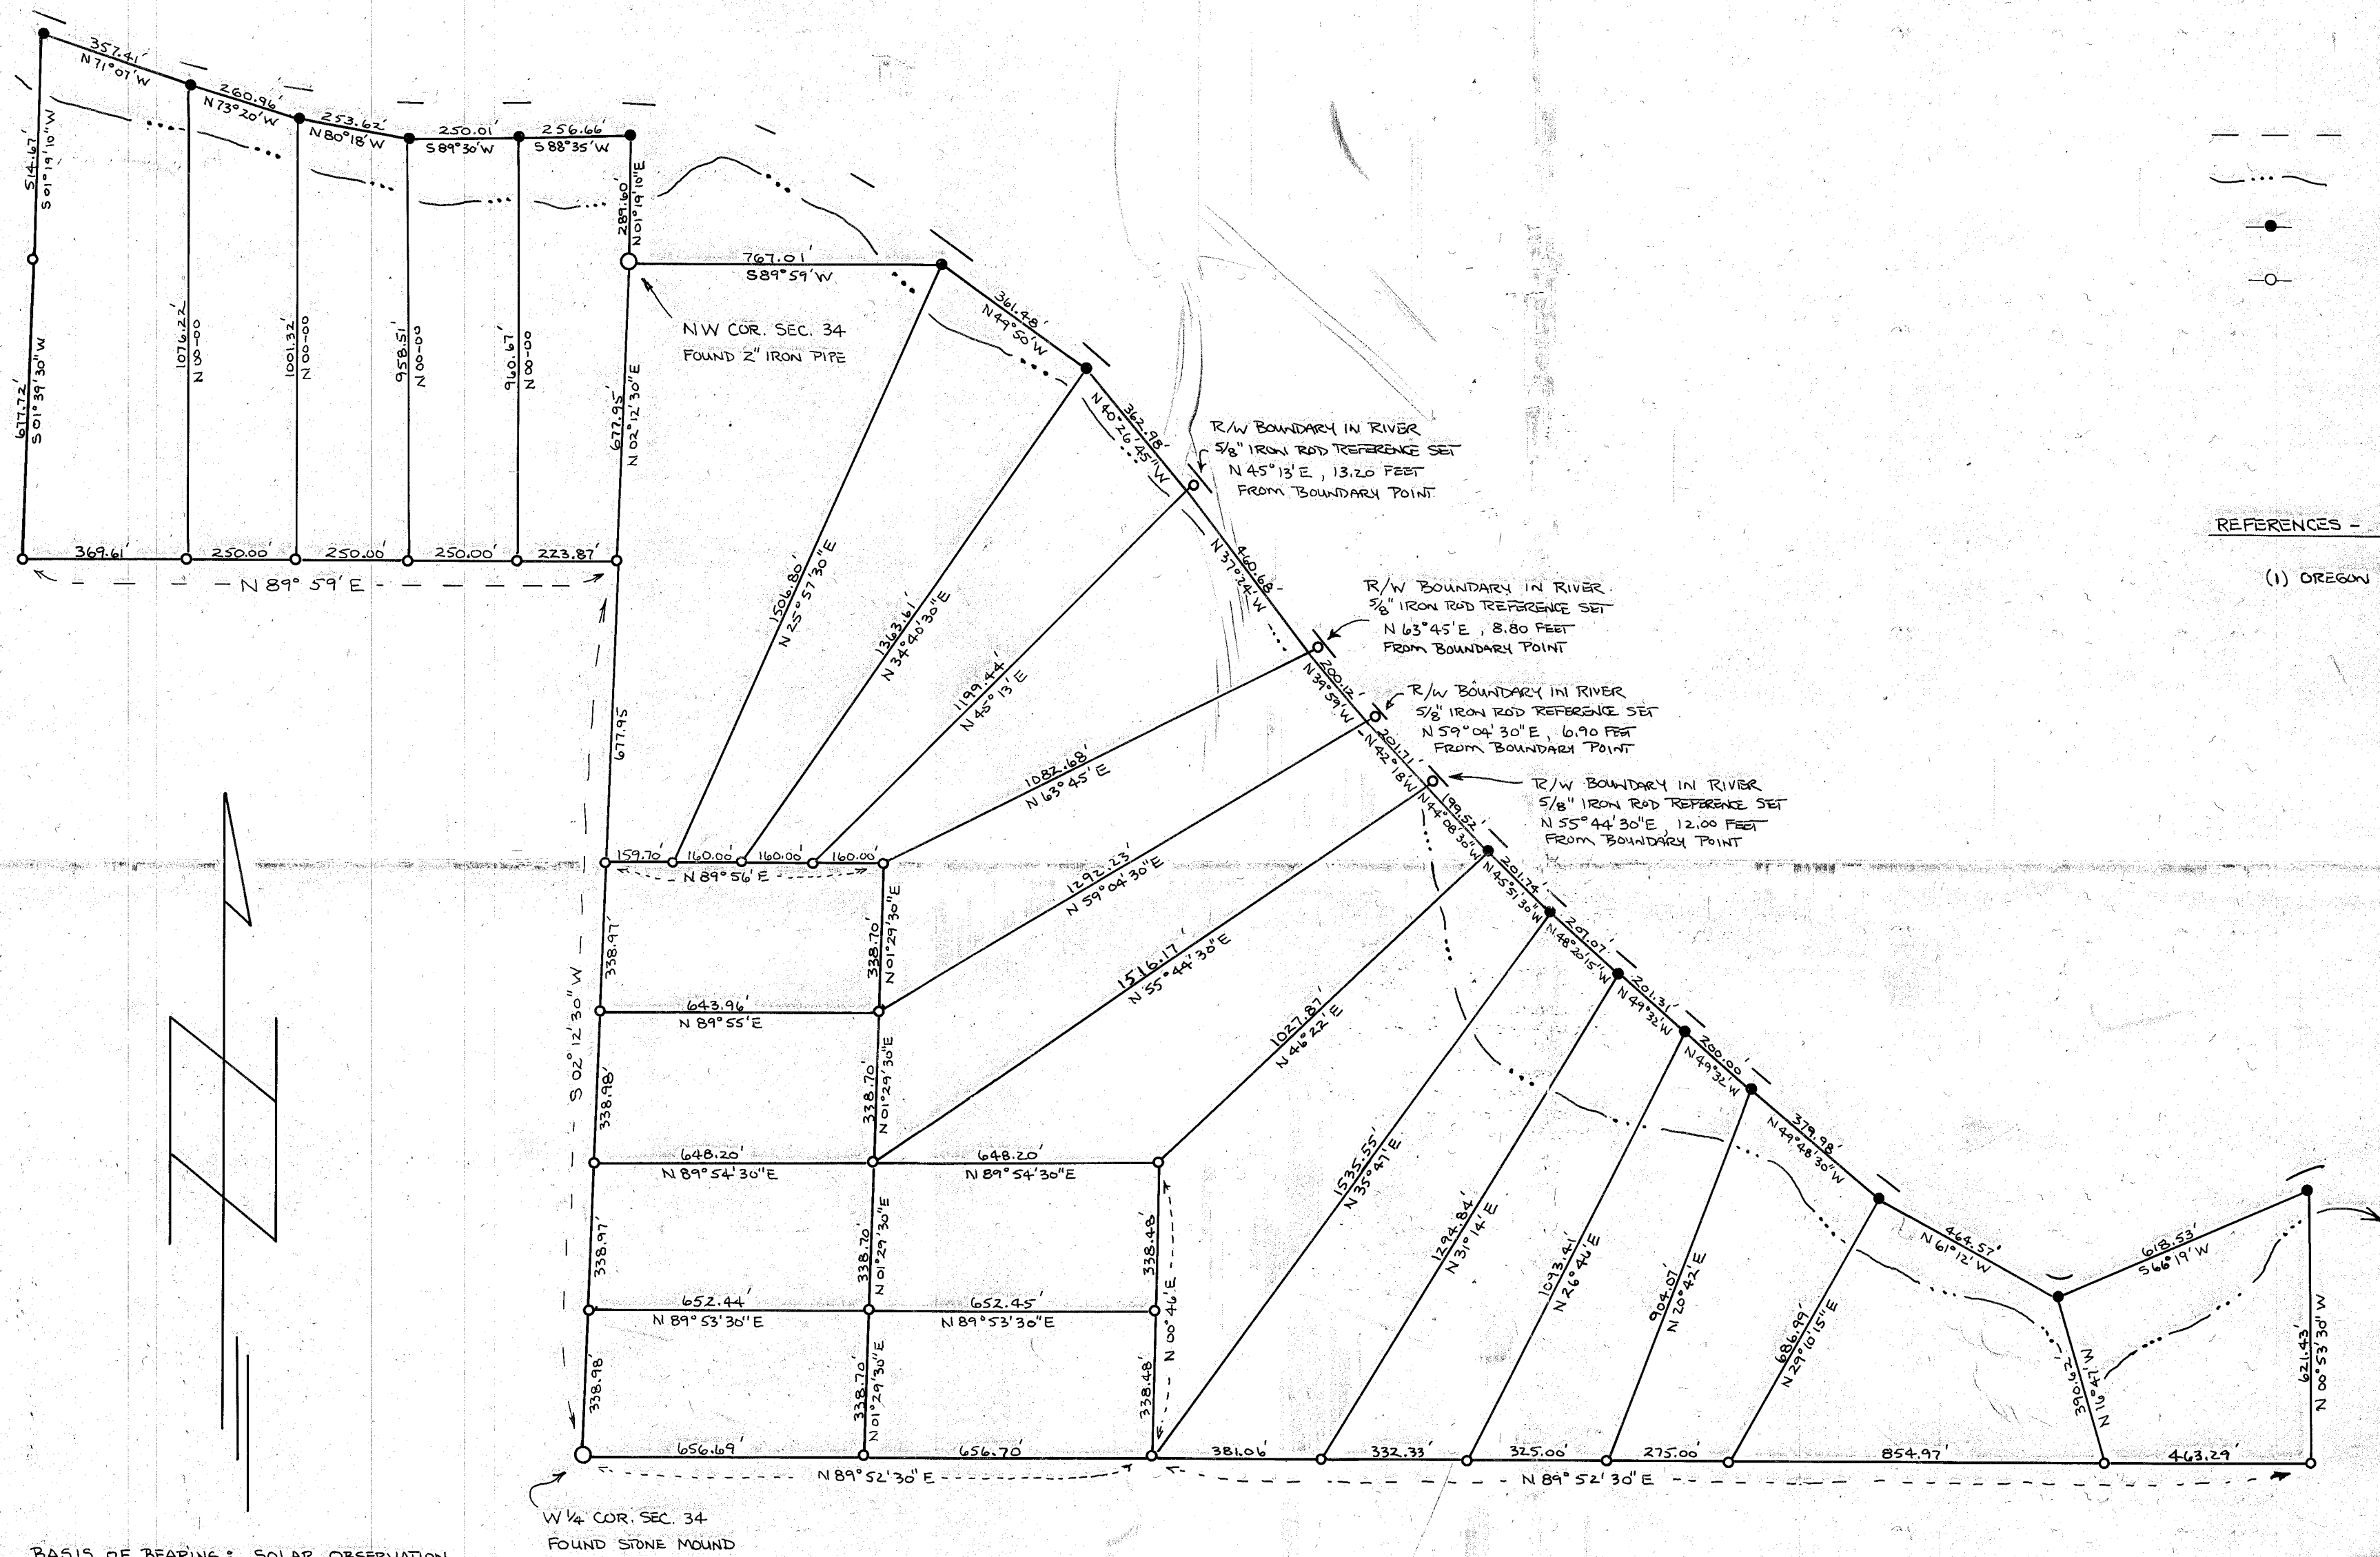 357.41'
N 71° 07' W
260.96'
N 73° 20' W
253.62'
N 80° 18' W
250.01'
S 89° 30' W
256.66'
S 88° 35' W
514.67'
S 01° 19' 10" W
289.60'
N 01° 19' 10" E
767.01'
S 89° 59' W
NW COR. SEC. 34
FOUND 2" IRON PIPE
677.72'
S 01° 39' 30" W
1076.22'
N 00-00
1001.32'
N 00-00
958.51'
N 00-00
960.67'
N 00-00
677.95'
N 02° 12' 30" E
369.61'
250.00'
250.00'
250.00'
223.87'
N 89° 59' E
361.48'
N 49° 50' W
362.98'
N 40° 26' 45" W
R/W BOUNDARY IN RIVER
5/8" IRON ROD REFERENCE SET
N 45° 13' E, 13.20 FEET
FROM BOUNDARY POINT
460.68'
N 37° 24' W
R/W BOUNDARY IN RIVER
5/8" IRON ROD REFERENCE SET
N 63° 45' E, 8.80 FEET
FROM BOUNDARY POINT
200.12'
N 39° 59' W
R/W BOUNDARY IN RIVER
5/8" IRON ROD REFERENCE SET
N 59° 04' 30" E, 6.90 FEET
FROM BOUNDARY POINT
201.71'
N 42° 18' W
R/W BOUNDARY IN RIVER
5/8" IRON ROD REFERENCE SET
N 55° 44' 30" E, 12.00 FEET
FROM BOUNDARY POINT
REFERENCES -
(1) OREGON
199.52'
N 44° 08' 30" W
201.74'
N 45° 51' 30" W
201.07'
N 48° 20' 15" W
201.31'
N 49° 32' W
200.00'
N 49° 32' W
379.98'
N 49° 48' 30" W
464.57'
N 61° 12' W
618.53'
S 66° 19' W
1506.80'
N 25° 57' 30" E
1363.61'
N 34° 40' 30" E
1199.44'
N 45° 13' E
1082.68'
N 63° 45' E
1292.23'
N 59° 04' 30" E
1516.17'
N 55° 44' 30" E
1027.87'
N 46° 22' E
1535.55'
N 35° 47' E
1294.84'
N 31° 14' E
1093.41'
N 26° 46' E
904.07'
N 20° 42' E
686.99'
N 29° 10' 15" E
390.62'
N 16° 47' W
621.43'
N 00° 53' 30" W
677.95
S 02° 12' 30" W
159.70'
160.00'
160.00'
160.00'
N 89° 56' E
338.97'
338.70'
N 01° 29' 30" E
643.96'
N 89° 55' E
338.98'
338.70'
N 01° 29' 30" E
648.20'
N 89° 54' 30" E
648.20'
N 89° 54' 30" E
338.97'
338.70'
N 01° 29' 30" E
338.48'
N 00° 46' E
652.44'
N 89° 53' 30" E
652.45'
N 89° 53' 30" E
338.98'
338.70'
N 01° 29' 30" E
338.48'
656.69'
656.70'
N 89° 52' 30" E
381.06'
332.33'
325.00'
275.00'
854.97'
463.29'
N 89° 52' 30" E
W 1/4 COR. SEC. 34
FOUND STONE MOUND
BASIS OF BEARING: SOLAR OBSERVATION